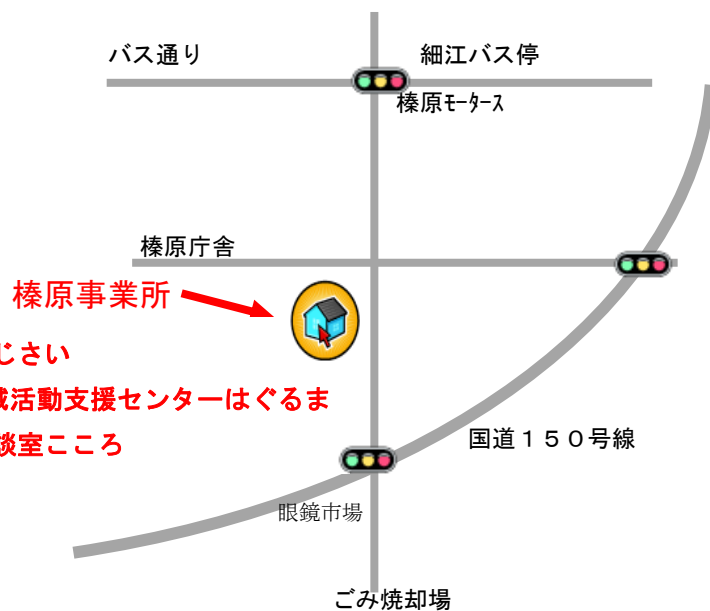 バス通り
細江バス停
榛原ﾓｰﾀｰｽ
榛原庁舎
榛原事業所
じさい
域活動支援センターはぐるま
談室こころ
国道１５０号線
眼鏡市場
ごみ焼却場